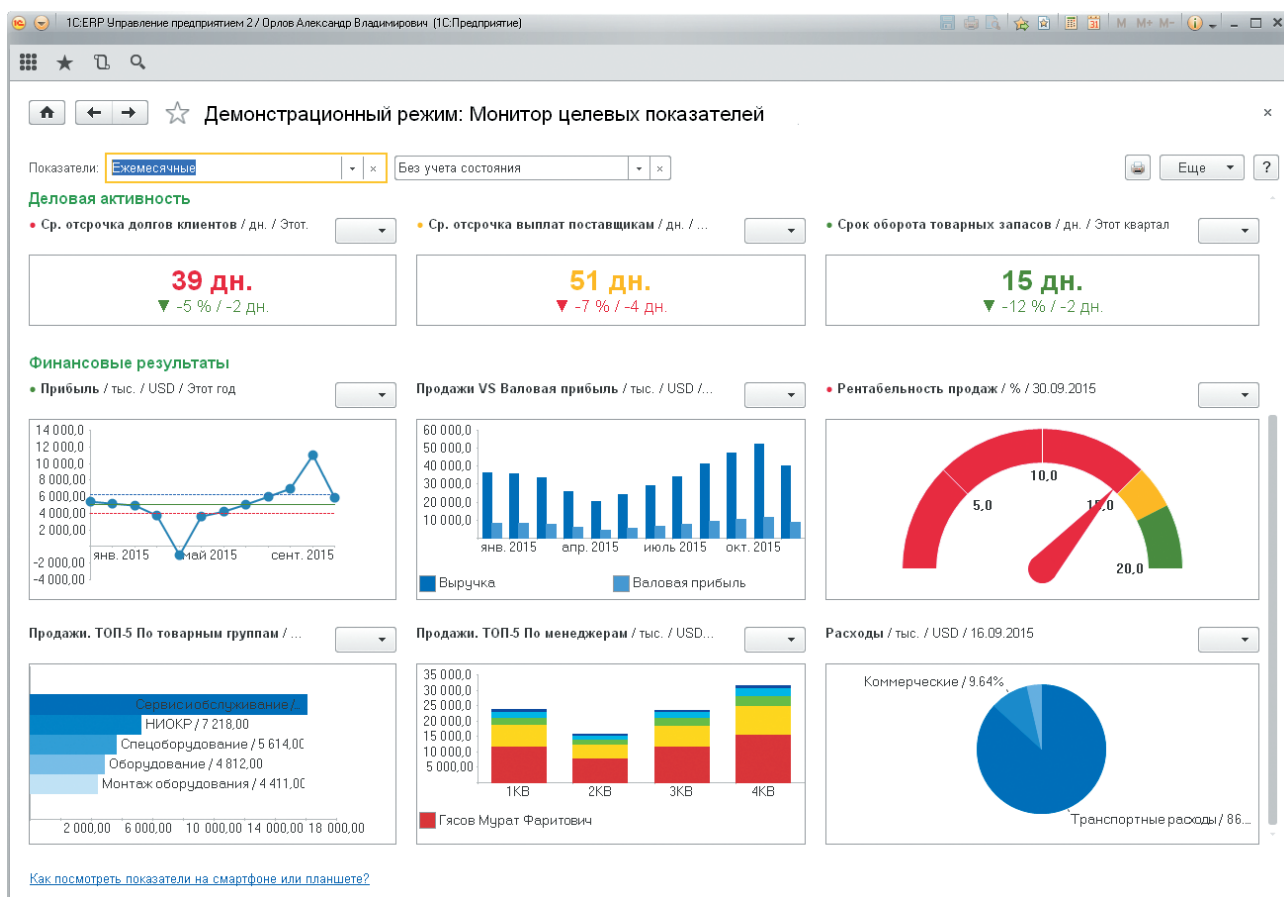 1С:ERP Управление предприятием 2 / Орлов Александр Владимирович (1С:Предприятие)
M M+ M-
Демонстрационный режим: Монитор целевых показателей
Показатели: Ежемесячные Без учета состояния Еще ?
Деловая активность
Ср. отсрочка долгов клиентов / дн. / Этот. Ср. отсрочка выплат поставщикам / дн. / ... Срок оборота товарных запасов / дн. / Этот квартал
39 дн. 51 дн. 15 дн.
▼ -5 % / -2 дн. ▼ -7 % / -4 дн. ▼ -12 % / -2 дн.
Финансовые результаты
Прибыль / тыс. / USD / Этот год Продажи VS Валовая прибыль / тыс. / USD /... Рентабельность продаж / % / 30.09.2015
14 000,0
12 000,0
10 000,0
8 000,00
6 000,00
4 000,00
2 000,00
-2 000,00
-4 000,00
янв. 2015 май 2015 сент. 2015
60 000,0
50 000,0
40 000,0
30 000,0
20 000,0
10 000,0
янв. 2015 апр. 2015 июль 2015 окт. 2015
Выручка Валовая прибыль
5,0 10,0 15,0 20,0
Продажи. ТОП-5 По товарным группам / ... Продажи. ТОП-5 По менеджерам / тыс. / USD... Расходы / тыс. / USD / 16.09.2015
Сервис и обслуживание /...
НИОКР / 7 218,00
Спецоборудование / 5 614,00
Оборудование / 4 812,00
Монтаж оборудования / 4 411,00
2 000,00 6 000,00 10 000,00 14 000,00 18 000,00
35 000,0
30 000,0
25 000,0
20 000,0
15 000,0
10 000,0
5 000,00
1КВ 2КВ 3КВ 4КВ
Гясов Мурат Фаритович
Коммерческие / 9.64%
Транспортные расходы / 86...
Как посмотреть показатели на смартфоне или планшете?